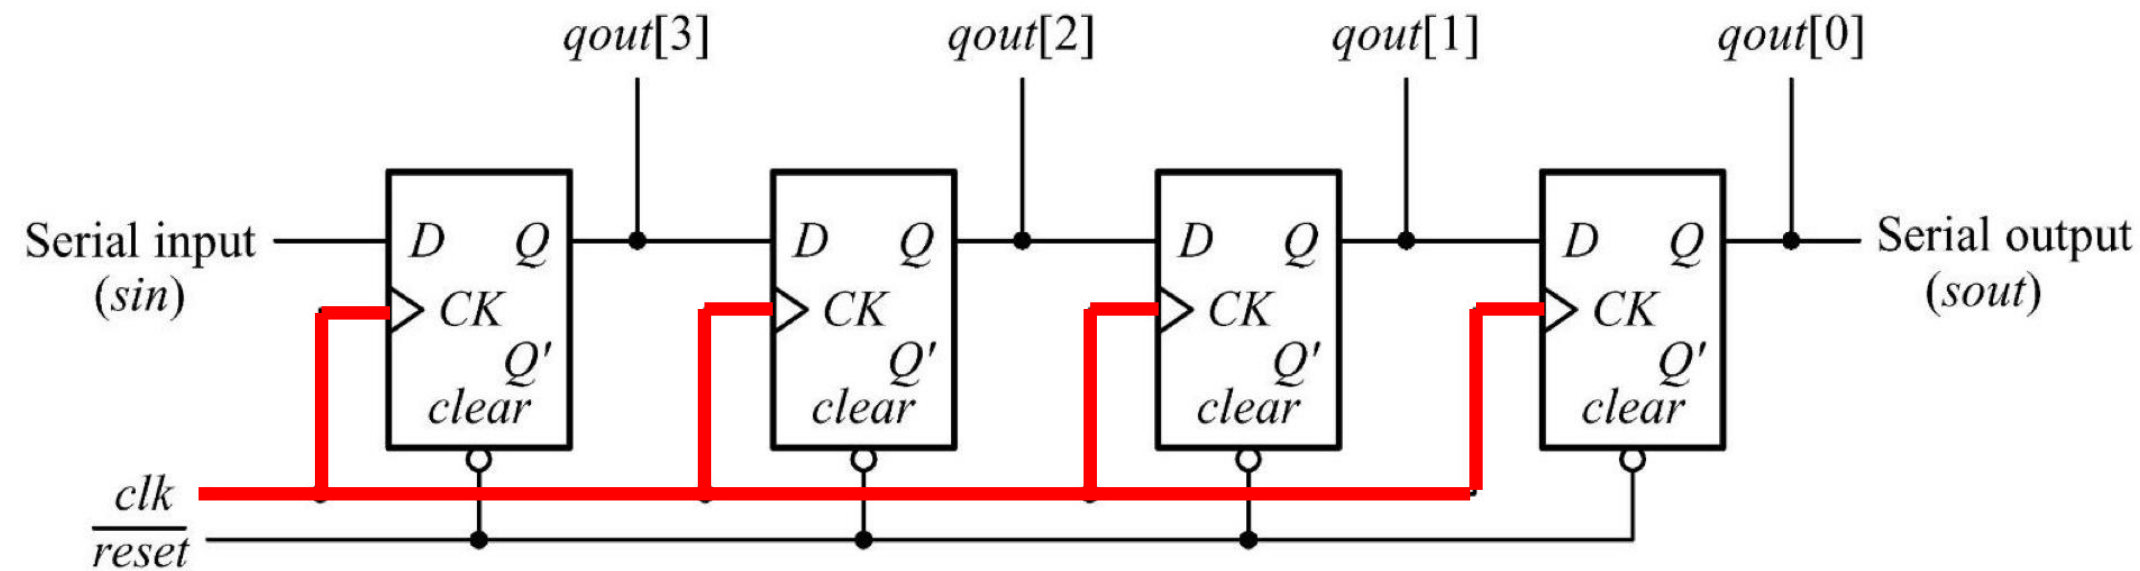 qout[3] qout[2] qout[1] qout[0]
Serial input D Q D Q D Q D Q Serial output
(sin) CK CK CK CK (sout)
Q' Q' Q' Q'
clear clear clear clear
clk
reset